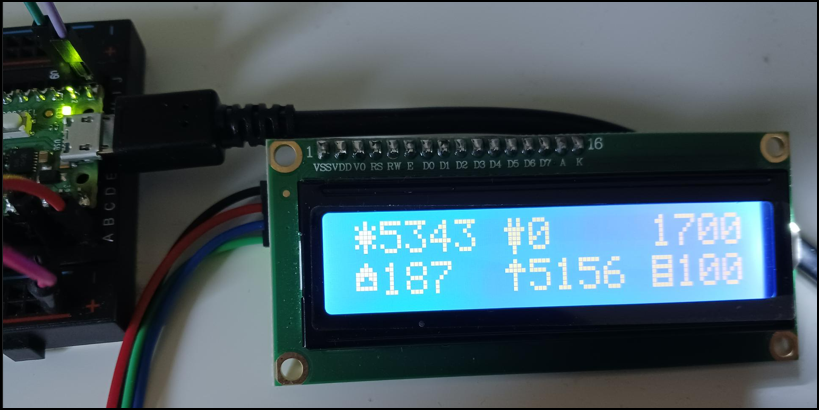 1 16
VSS VDD V0 RS RW E D0 D1 D2 D3 D4 D5 D6 D7 A K
5343 0 1700
187 ↑5156 100
A B C D E
J